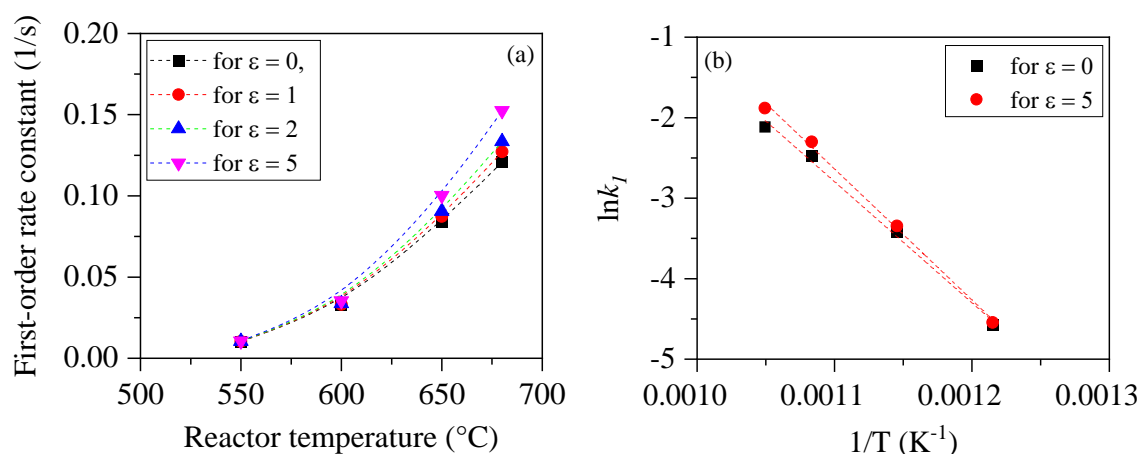 (a)
for ε = 0,
for ε = 1
for ε = 2
for ε = 5
First-order rate constant (1/s)
0.20
0.15
0.10
0.05
0.00
500 550 600 650 700
Reactor temperature (°C)
(b)
for ε = 0
for ε = 5
lnk1
-1
-2
-3
-4
-5
0.0010 0.0011 0.0012 0.0013
1/T (K-1)